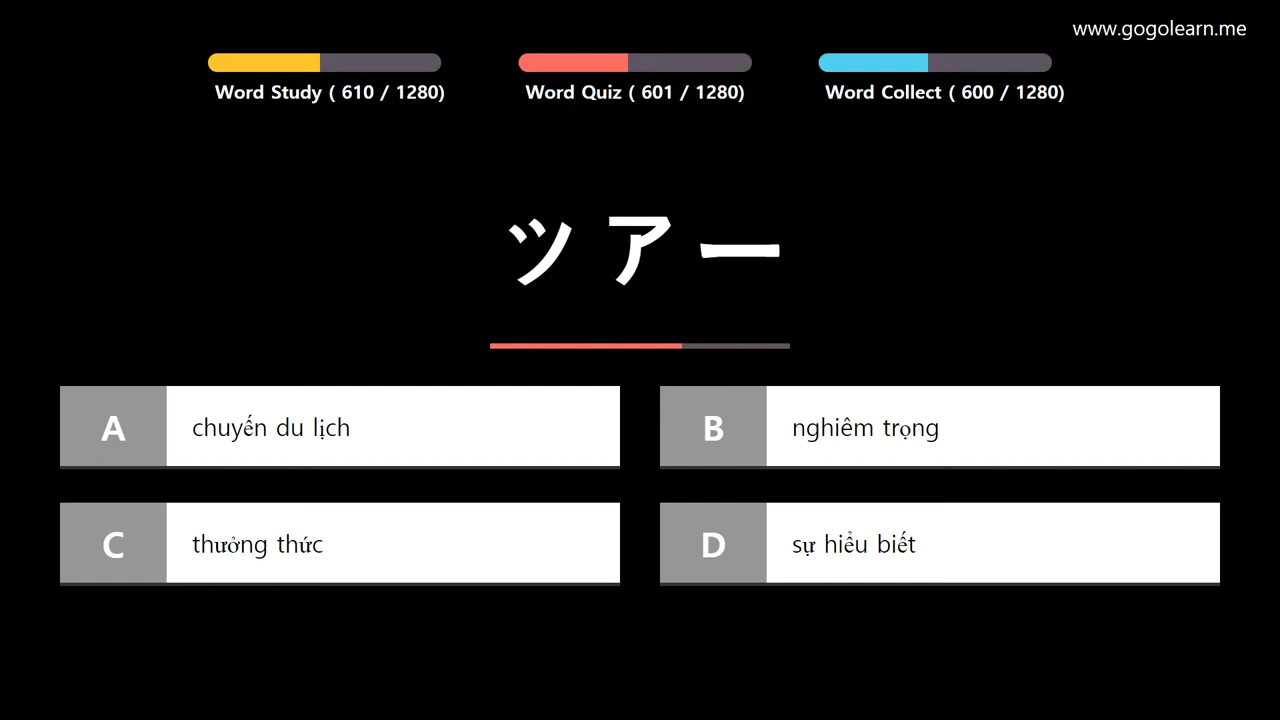 www.gogolearn.me
Word Study ( 610 / 1280)
Word Quiz ( 601 / 1280)
Word Collect ( 600 / 1280)
ツアー
A chuyến du lịch
B nghiêm trọng
C thưởng thức
D sự hiểu biết